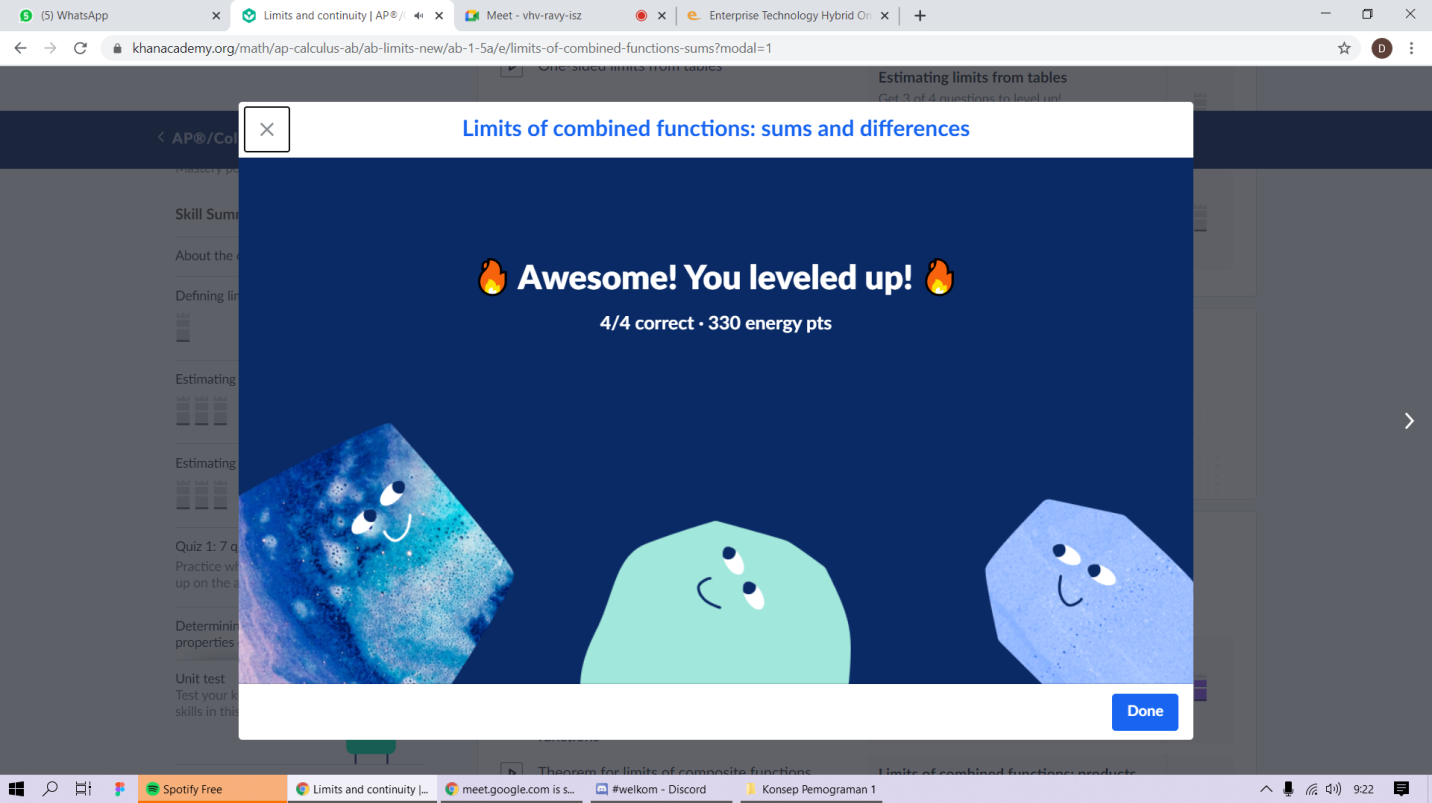 (5) WhatsApp
Limits and continuity | AP®/
Meet - vhv-ravy-isz
Enterprise Technology Hybrid On
khanacademy.org/math/ap-calculus-ab/ab-limits-new/ab-1-5a/e/limits-of-combined-functions-sums?modal=1
D
One-sided limits from tables
Estimating limits from tables
Get 3 of 4 questions to level up!
AP®/Col
Limits of combined functions: sums and differences
Skill Summ
About the
Defining lin
Estimating
Estimating
Quiz 1: 7 q
Practice wh
up on the a
Determinin
properties
Unit test
Test your k
skills in this
Awesome! You leveled up!
4/4 correct · 330 energy pts
Done
functions
Theorem for limits of composite functions
Limits of combined functions: products
Spotify Free
Limits and continuity |...
meet.google.com is s...
#welkom - Discord
Konsep Pemograman 1
9:22